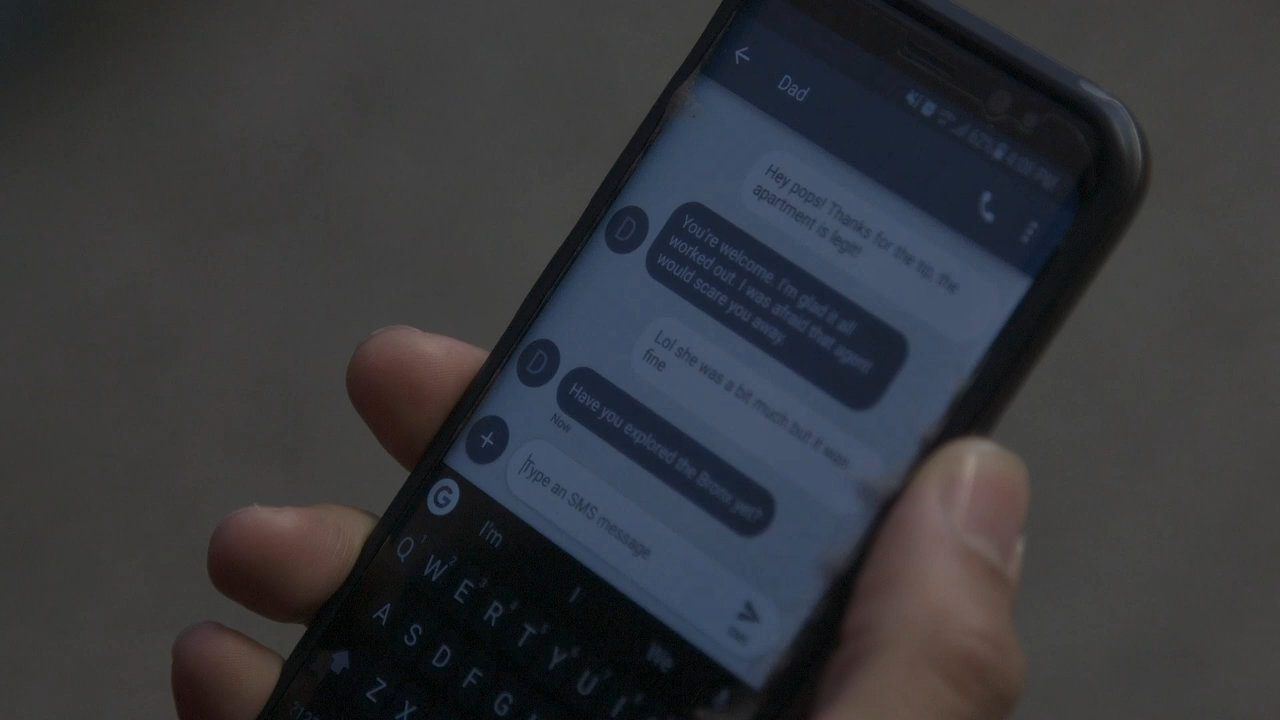 Dad
Hey pops! Thanks for the tip, the
apartment is legit!
D
You're welcome. I'm glad it all
worked out. I was afraid that agent
would scare you away.
Lol she was a bit much but it was
fine
D
Have you explored the Bronx yet?
Now
+
Type an SMS message
G
I'm
I
Q W E R T Y U I
A S D F G
Z X